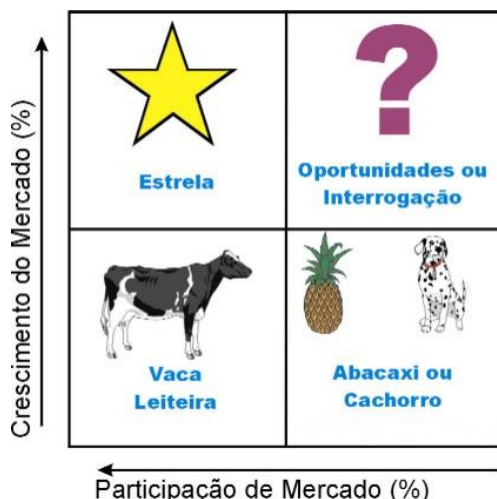 Crescimento do Mercado (%)
Estrela
Oportunidades ou
Interrogação
Vaca
Leiteira
Abacaxi ou
Cachorro
Participação de Mercado (%)